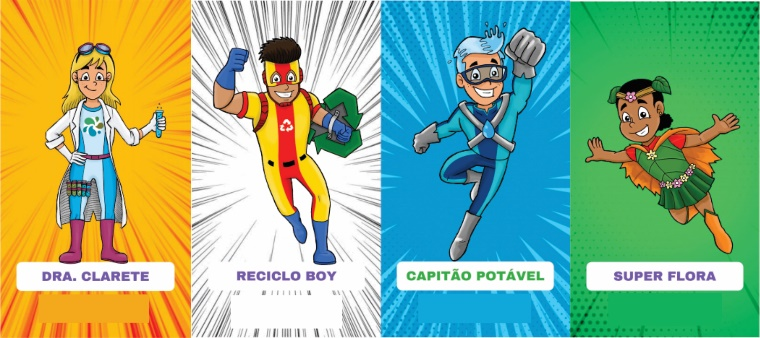 DRA. CLARETE
RECICLO BOY
CAPITÃO POTÁVEL
SUPER FLORA